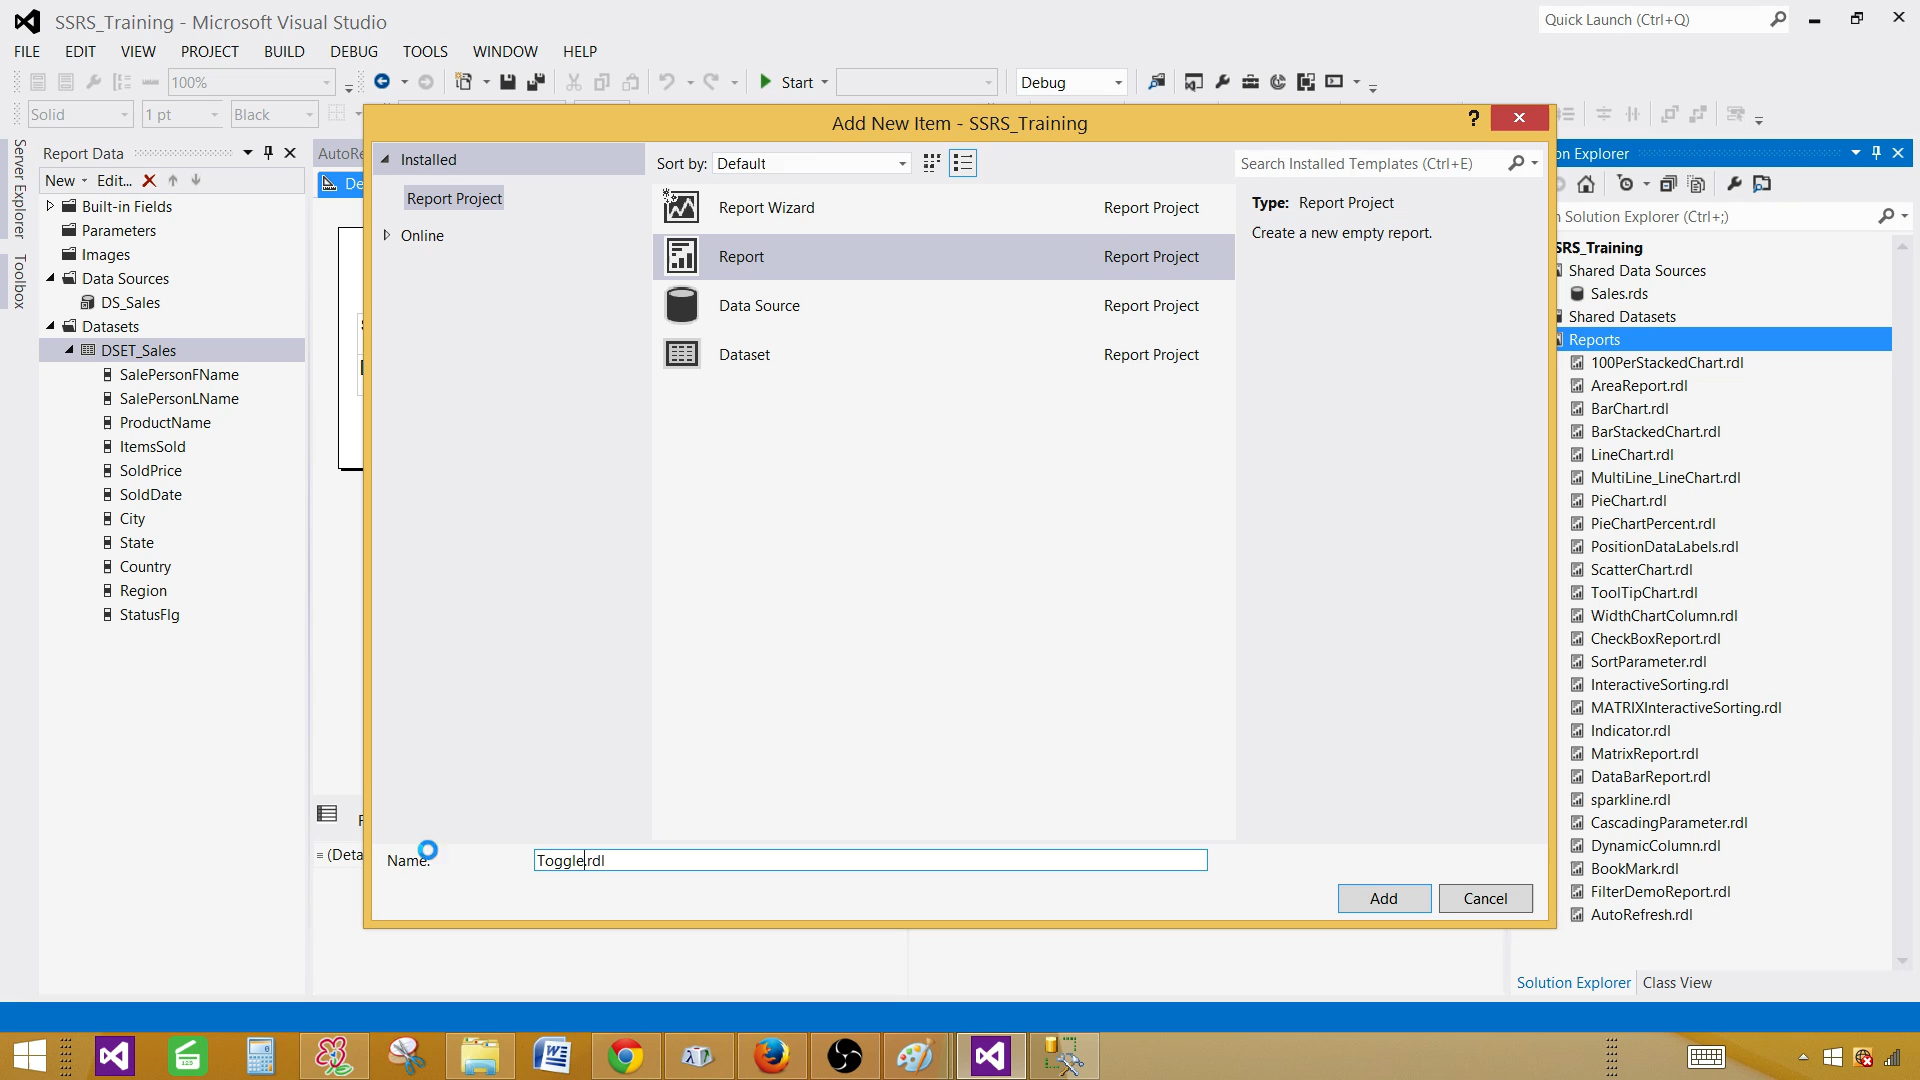 SSRS_Training - Microsoft Visual Studio
Quick Launch (Ctrl+Q)
FILE EDIT VIEW PROJECT BUILD DEBUG TOOLS WINDOW HELP
100% Start Debug
Solid 1 pt Black
Add New Item - SSRS_Training
?
Server Explorer
Toolbox
Report Data
New Edit...
Built-in Fields
Parameters
Images
Data Sources
DS_Sales
Datasets
DSET_Sales
SalePersonFName
SalePersonLName
ProductName
ItemsSold
SoldPrice
SoldDate
City
State
Country
Region
StatusFlg
AutoRe
De
(Deta
Installed
Report Project
Online
Sort by: Default
Search Installed Templates (Ctrl+E)
Report Wizard Report Project
Report Report Project
Data Source Report Project
Dataset Report Project
Type: Report Project
Create a new empty report.
Name: Toggle.rdl
Add Cancel
on Explorer
h Solution Explorer (Ctrl+;)
SSRS_Training
Shared Data Sources
Sales.rds
Shared Datasets
Reports
100PerStackedChart.rdl
AreaReport.rdl
BarChart.rdl
BarStackedChart.rdl
LineChart.rdl
MultiLine_LineChart.rdl
PieChart.rdl
PieChartPercent.rdl
PositionDataLabels.rdl
ScatterChart.rdl
ToolTipChart.rdl
WidthChartColumn.rdl
CheckBoxReport.rdl
SortParameter.rdl
InteractiveSorting.rdl
MATRIXInteractiveSorting.rdl
Indicator.rdl
MatrixReport.rdl
DataBarReport.rdl
sparkline.rdl
CascadingParameter.rdl
DynamicColumn.rdl
BookMark.rdl
FilterDemoReport.rdl
AutoRefresh.rdl
Solution Explorer Class View